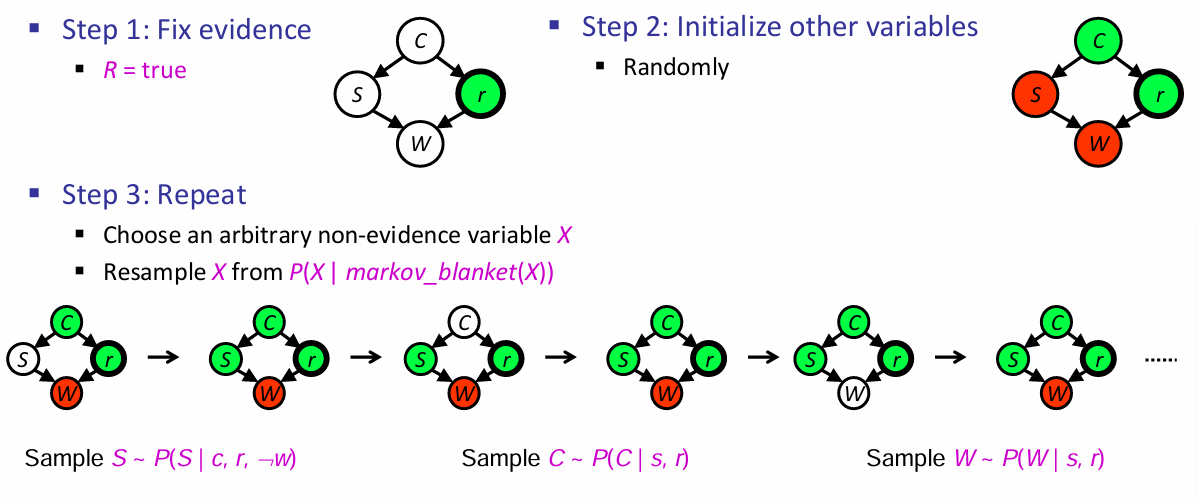 ▪ Step 1: Fix evidence
▪ R = true
C
S
r
W
▪ Step 2: Initialize other variables
▪ Randomly
C
S
r
W
▪ Step 3: Repeat
▪ Choose an arbitrary non-evidence variable X
▪ Resample X from P(X | markov_blanket(X))
C C C C C C
S r S r S r S r S r S r ......
W W W W W W
Sample S ~ P(S | c, r, ¬w) Sample C ~ P(C | s, r) Sample W ~ P(W | s, r)